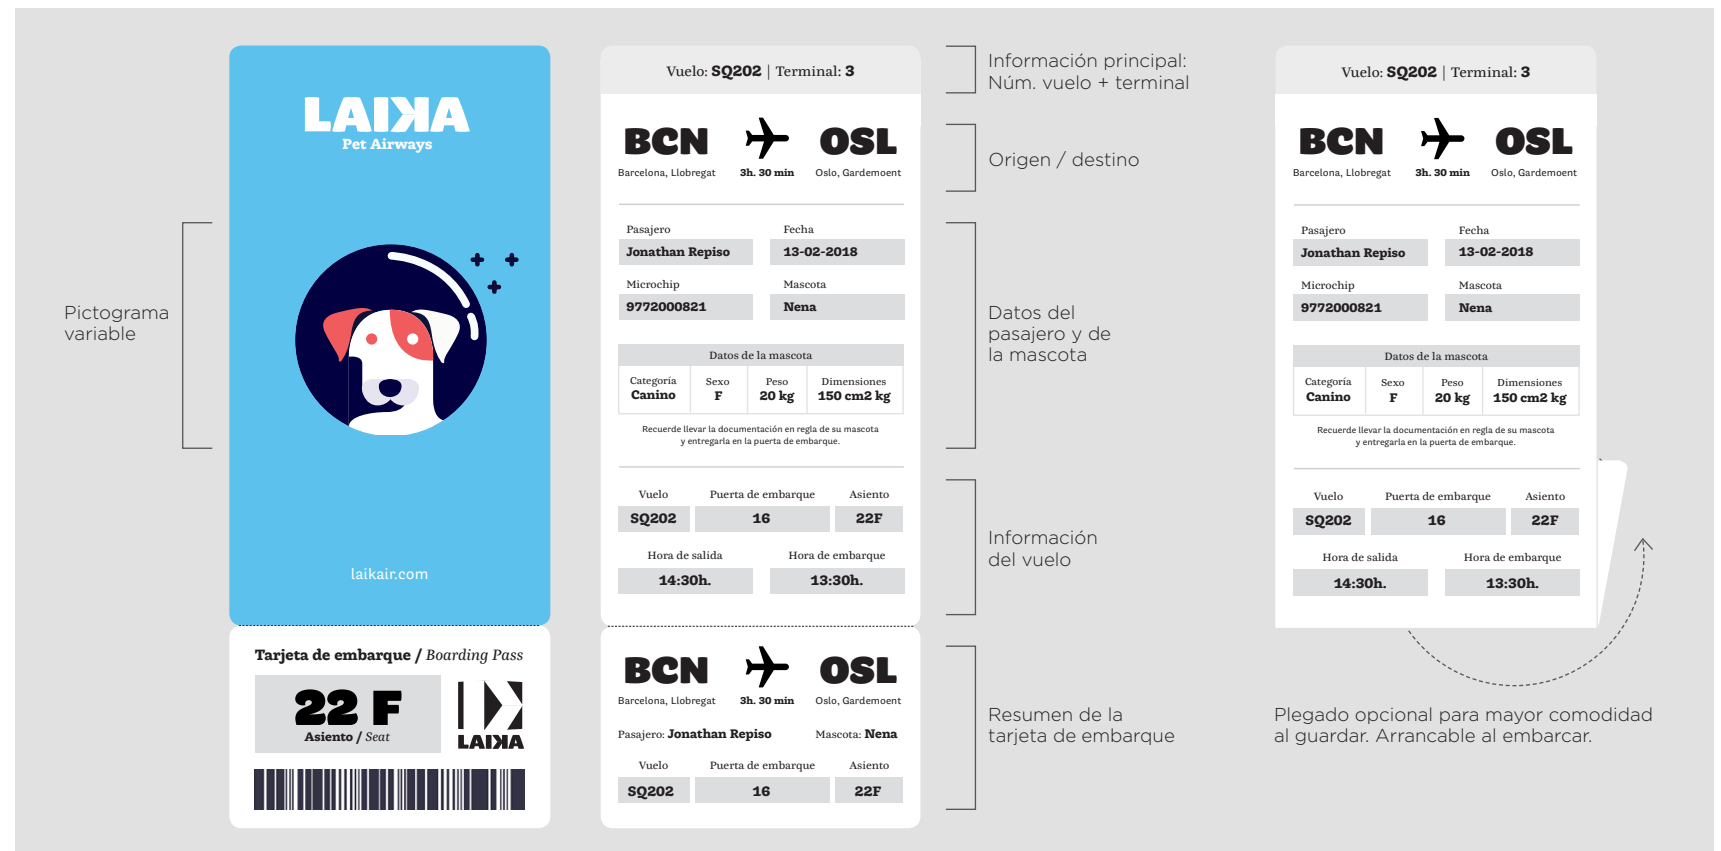 Pictograma
variable
LAIKA
Pet Airways
laikair.com
Tarjeta de embarque / Boarding Pass
22 F
Asiento / Seat
LAIKA
Vuelo: SQ202 | Terminal: 3
BCN OSL
Barcelona, Llobregat 3h. 30 min Oslo, Gardemoent
Pasajero Fecha
Jonathan Repiso 13-02-2018
Microchip Mascota
9772000821 Nena
Datos de la mascota
Categoría Sexo Peso Dimensiones
Canino F 20 kg 150 cm2 kg
Recuerde llevar la documentación en regla de su mascota
y entregarla en la puerta de embarque.
Vuelo Puerta de embarque Asiento
SQ202 16 22F
Hora de salida Hora de embarque
14:30h. 13:30h.
BCN OSL
Barcelona, Llobregat 3h. 30 min Oslo, Gardemoent
Pasajero: Jonathan Repiso Mascota: Nena
Vuelo Puerta de embarque Asiento
SQ202 16 22F
Información principal:
Núm. vuelo + terminal
Origen / destino
Datos del
pasajero y de
la mascota
Información
del vuelo
Resumen de la
tarjeta de embarque
Vuelo: SQ202 | Terminal: 3
BCN OSL
Barcelona, Llobregat 3h. 30 min Oslo, Gardemoent
Pasajero Fecha
Jonathan Repiso 13-02-2018
Microchip Mascota
9772000821 Nena
Datos de la mascota
Categoría Sexo Peso Dimensiones
Canino F 20 kg 150 cm2 kg
Recuerde llevar la documentación en regla de su mascota
y entregarla en la puerta de embarque.
Vuelo Puerta de embarque Asiento
SQ202 16 22F
Hora de salida Hora de embarque
14:30h. 13:30h.
Plegado opcional para mayor comodidad
al guardar. Arrancable al embarcar.